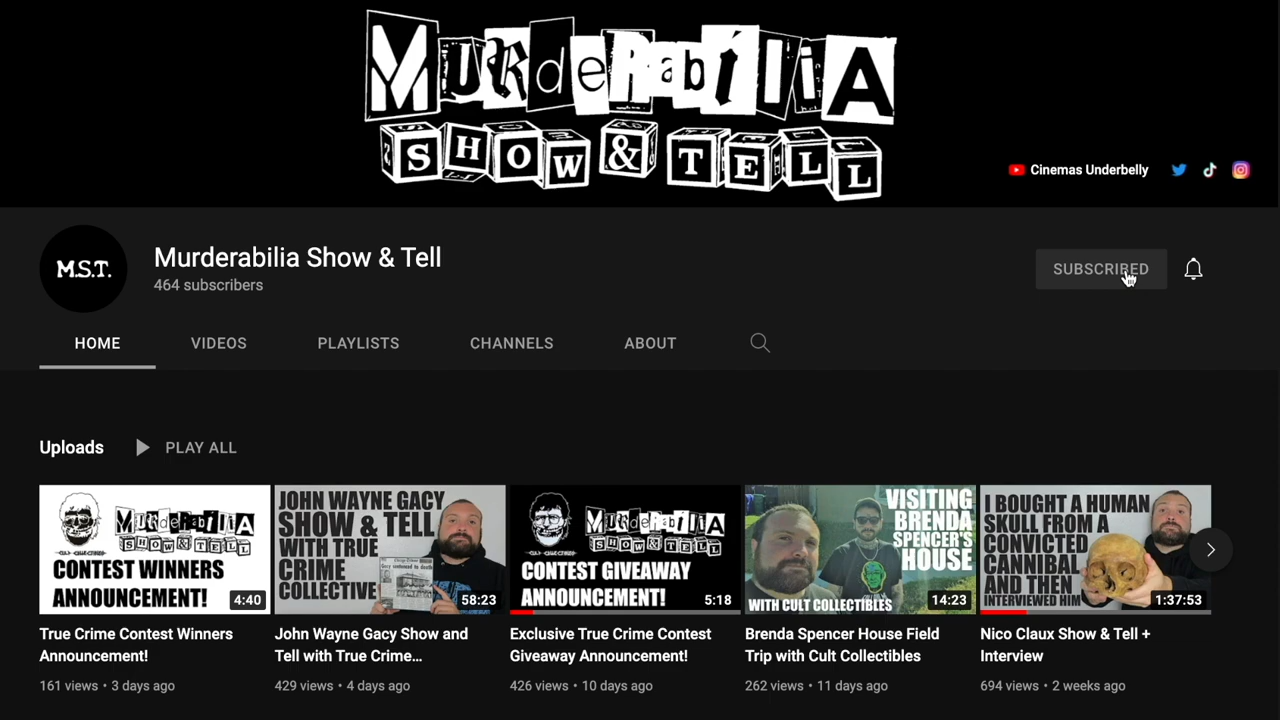 MURderabiliA
SHOW & TELL
Cinemas Underbelly
M.S.T.
Murderabilia Show & Tell
464 subscribers
SUBSCRIBED
HOME
VIDEOS
PLAYLISTS
CHANNELS
ABOUT
Uploads
PLAY ALL
MURderabiliA
SHOW & TELL
CONTEST WINNERS
ANNOUNCEMENT!
4:40
JOHN WAYNE GACY
SHOW & TELL
WITH TRUE
CRIME
COLLECTIVE
58:23
MURderabiliA
SHOW & TELL
CONTEST GIVEAWAY
ANNOUNCEMENT!
5:18
VISITING
BRENDA
SPENCER'S
HOUSE
WITH CULT COLLECTIBLES
14:23
I BOUGHT A HUMAN
SKULL FROM A
CONVICTED
CANNIBAL
AND THEN
INTERVIEWED HIM
1:37:53
True Crime Contest Winners
Announcement!
161 views • 3 days ago
John Wayne Gacy Show and
Tell with True Crime...
429 views • 4 days ago
Exclusive True Crime Contest
Giveaway Announcement!
426 views • 10 days ago
Brenda Spencer House Field
Trip with Cult Collectibles
262 views • 11 days ago
Nico Claux Show & Tell +
Interview
694 views • 2 weeks ago